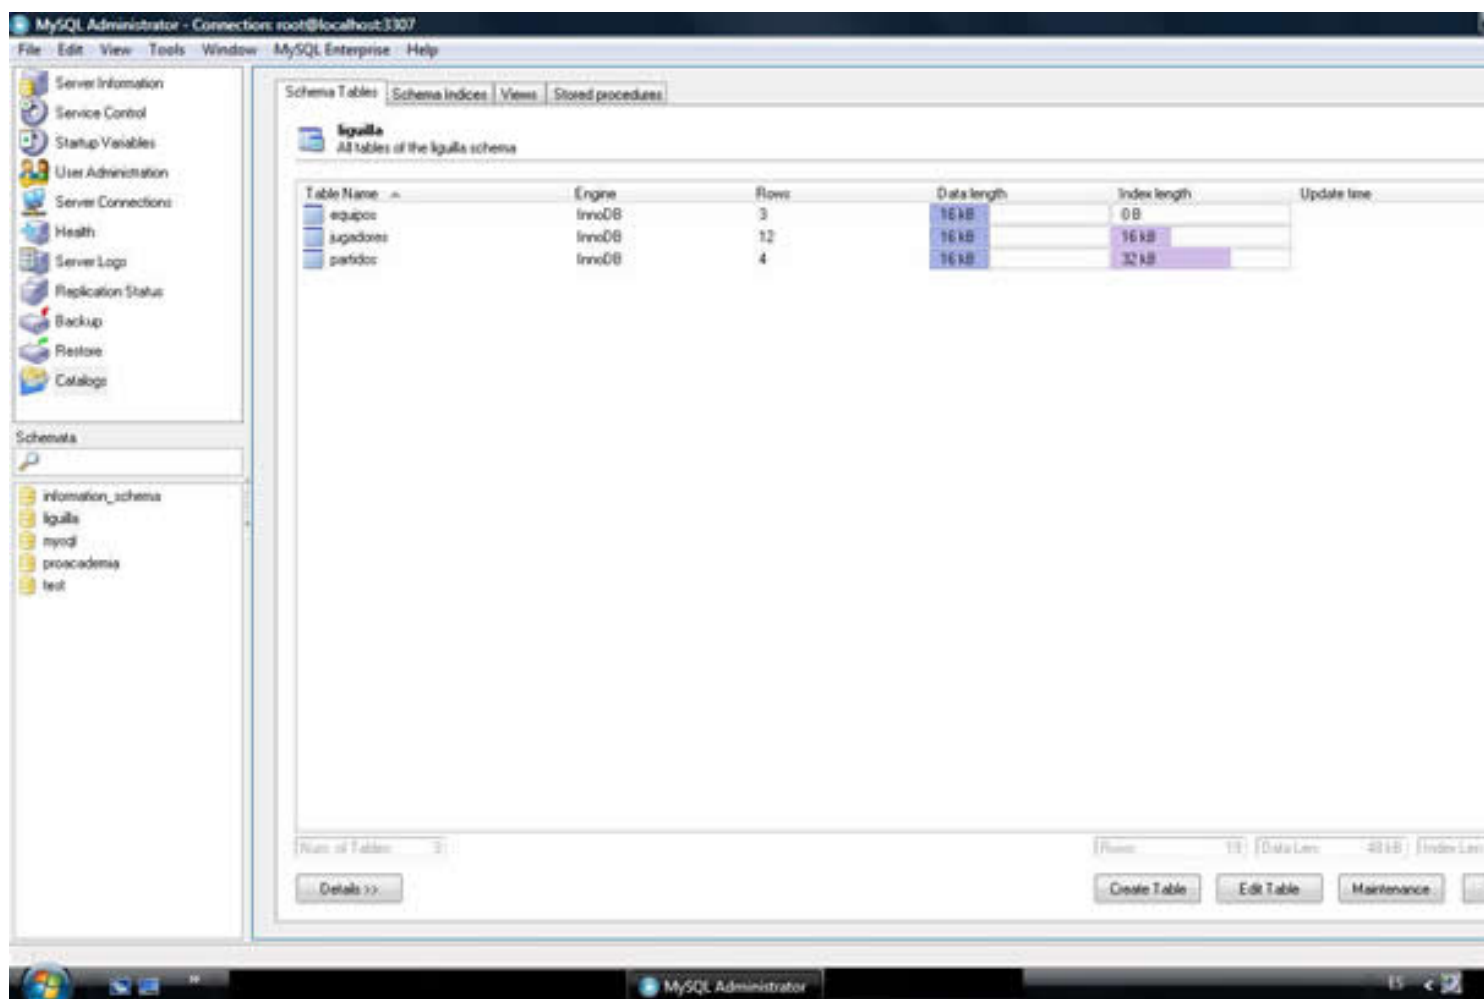 MySQL Administrator - Connection: root@localhost:3307
File Edit View Tools Window MySQL Enterprise Help
Server Information
Service Control
Startup Variables
User Administration
Server Connections
Health
Server Logs
Replication Status
Backup
Restore
Catalogs
Schemata
information_schema
liguilla
mysql
proacademia
test
Schema Tables Schema Indices Views Stored procedures
liguilla
All tables of the liguilla schema
Table Name Engine Rows Data length Index length Update time
equipos InnoDB 3 16 kB 0 B
jugadores InnoDB 12 16 kB 16 kB
partidos InnoDB 4 16 kB 32 kB
Num. of Tables: 3 Rows: 19 Data Len: 48 kB Index Len
Details >> Create Table Edit Table Maintenance
MySQL Administrator ES